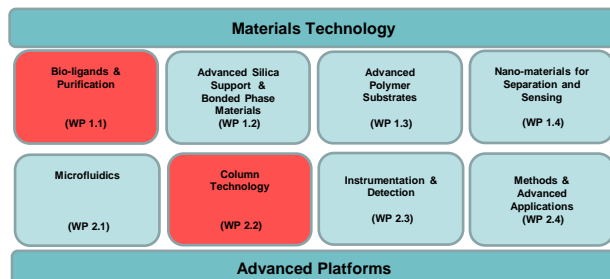 Materials Technology
Bio-ligands &
Purification
(WP 1.1)
Advanced Silica
Support &
Bonded Phase
Materials
(WP 1.2)
Advanced
Polymer
Substrates
(WP 1.3)
Nano-materials for
Separation and
Sensing
(WP 1.4)
Microfluidics
(WP 2.1)
Column
Technology
(WP 2.2)
Instrumentation &
Detection
(WP 2.3)
Methods &
Advanced
Applications
(WP 2.4)
Advanced Platforms